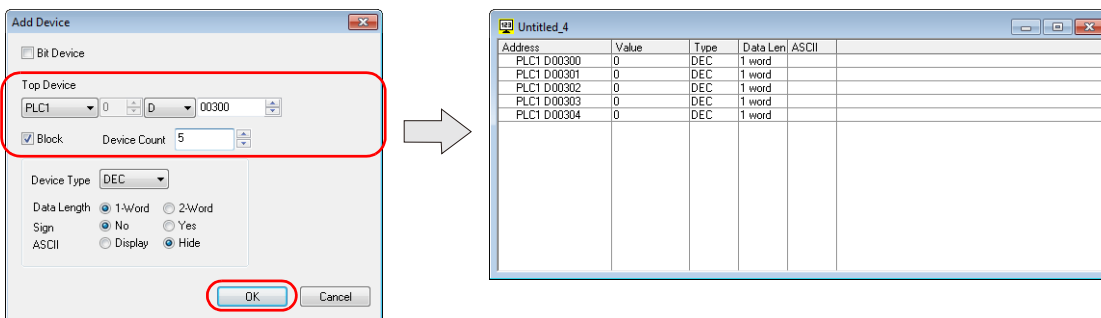 Add Device
Bit Device
Top Device
PLC1 0 D 00300
Block Device Count 5
Device Type DEC
Data Length 1-Word 2-Word
Sign No Yes
ASCII Display Hide
OK Cancel
123 Untitled_4
Address Value Type Data Len ASCII
PLC1 D00300 0 DEC 1 word
PLC1 D00301 0 DEC 1 word
PLC1 D00302 0 DEC 1 word
PLC1 D00303 0 DEC 1 word
PLC1 D00304 0 DEC 1 word